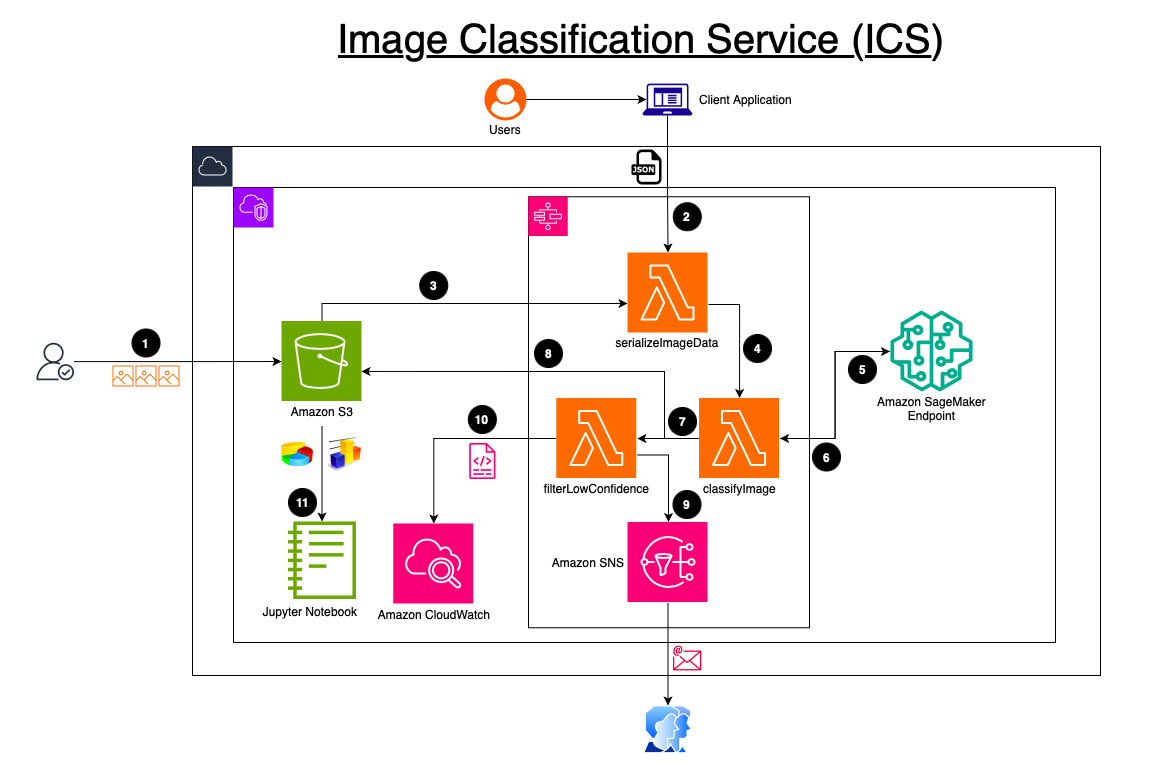 Image Classification Service (ICS)
Users
Client Application
JSON
2
3
serializeImageData
1
8
4
5
Amazon S3
Amazon SageMaker
Endpoint
10
7
6
filterLowConfidence
classifyImage
11
9
Amazon SNS
Jupyter Notebook
Amazon CloudWatch
@